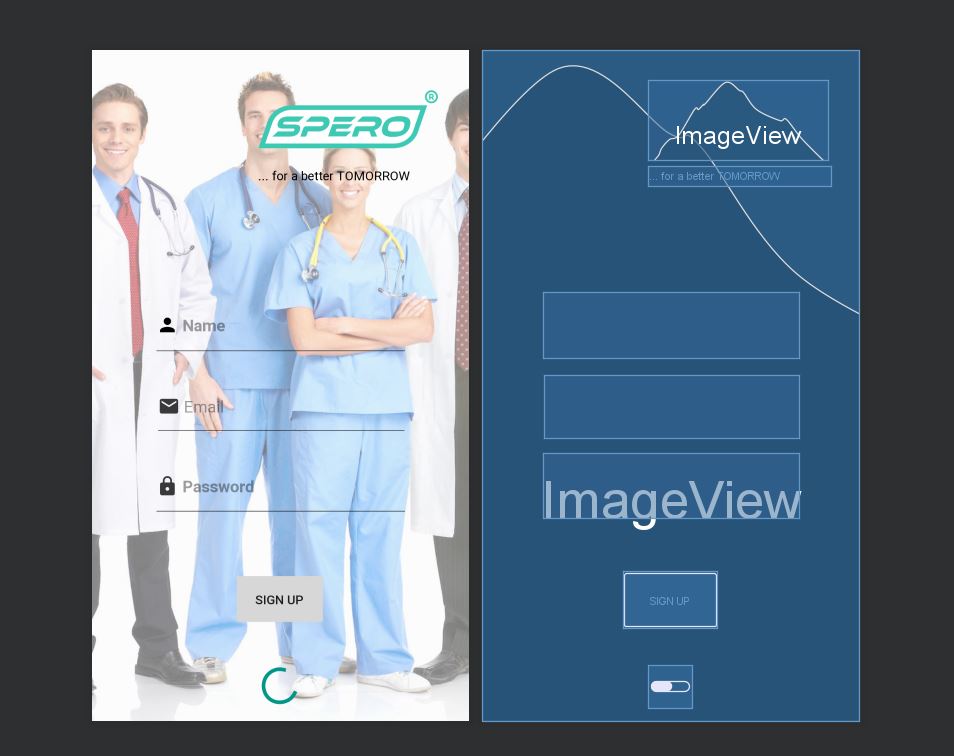 SPERO®
... for a better TOMORROW
Name
Email
Password
SIGN UP
ImageView
... for a better TOMORROW
ImageView
SIGN UP